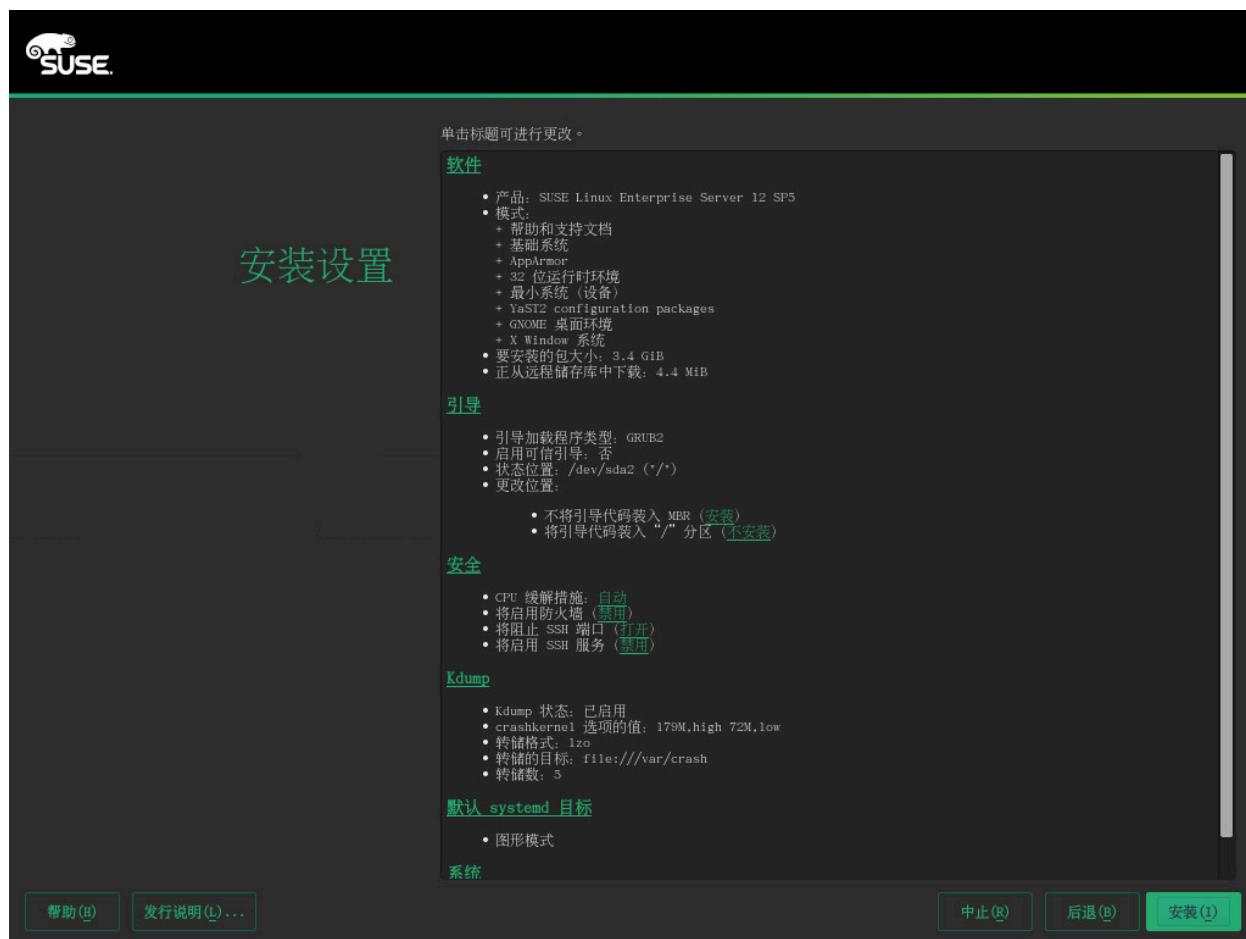 SUSE.
单击标题可进行更改。
安装设置
软件
• 产品: SUSE Linux Enterprise Server 12 SP5
• 模式:
+ 帮助和支持文档
+ 基础系统
+ AppArmor
+ 32 位运行时环境
+ 最小系统（设备）
+ YaST2 configuration packages
+ GNOME 桌面环境
+ X Window 系统
• 要安装的包大小: 3.4 GiB
• 正从远程储存库中下载: 4.4 MiB
引导
• 引导加载程序类型: GRUB2
• 启用可信引导: 否
• 状态位置: /dev/sda2 ("/")
• 更改位置:
• 不将引导代码装入 MBR (安装)
• 将引导代码装入 “/” 分区 (不安装)
安全
• CPU 缓解措施: 自动
• 将启用防火墙 (禁用)
• 将阻止 SSH 端口 (打开)
• 将启用 SSH 服务 (禁用)
Kdump
• Kdump 状态: 已启用
• crashkernel 选项的值: 179M,high 72M,low
• 转储格式: lzo
• 转储的目标: file:///var/crash
• 转储数: 5
默认 systemd 目标
• 图形模式
系统
帮助(H) 发行说明(L)... 中止(R) 后退(B) 安装(I)